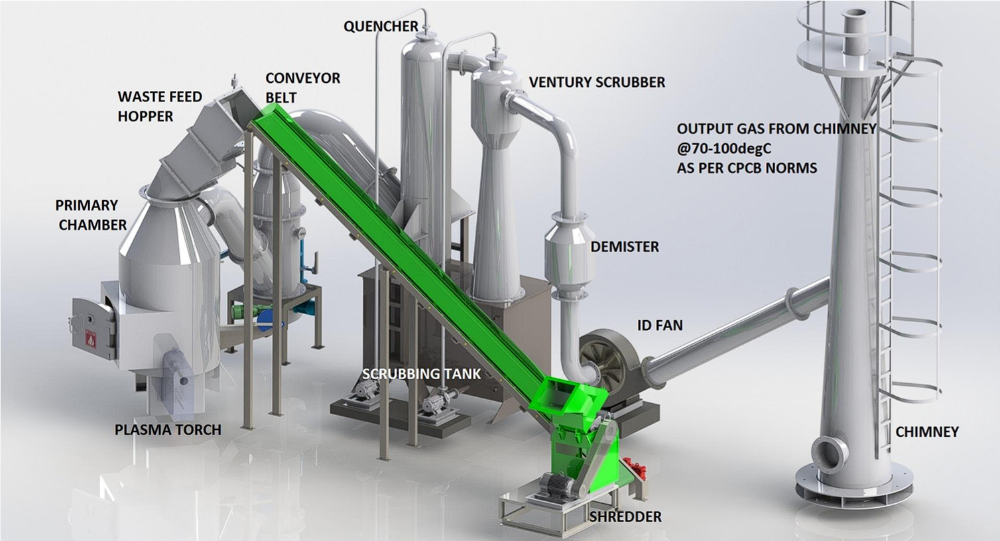 QUENCHER
CONVEYOR
BELT
VENTURY SCRUBBER
WASTE FEED
HOPPER
OUTPUT GAS FROM CHIMNEY
@70-100degC
AS PER CPCB NORMS
PRIMARY
CHAMBER
DEMISTER
ID FAN
SCRUBBING TANK
PLASMA TORCH
CHIMNEY
SHREDDER